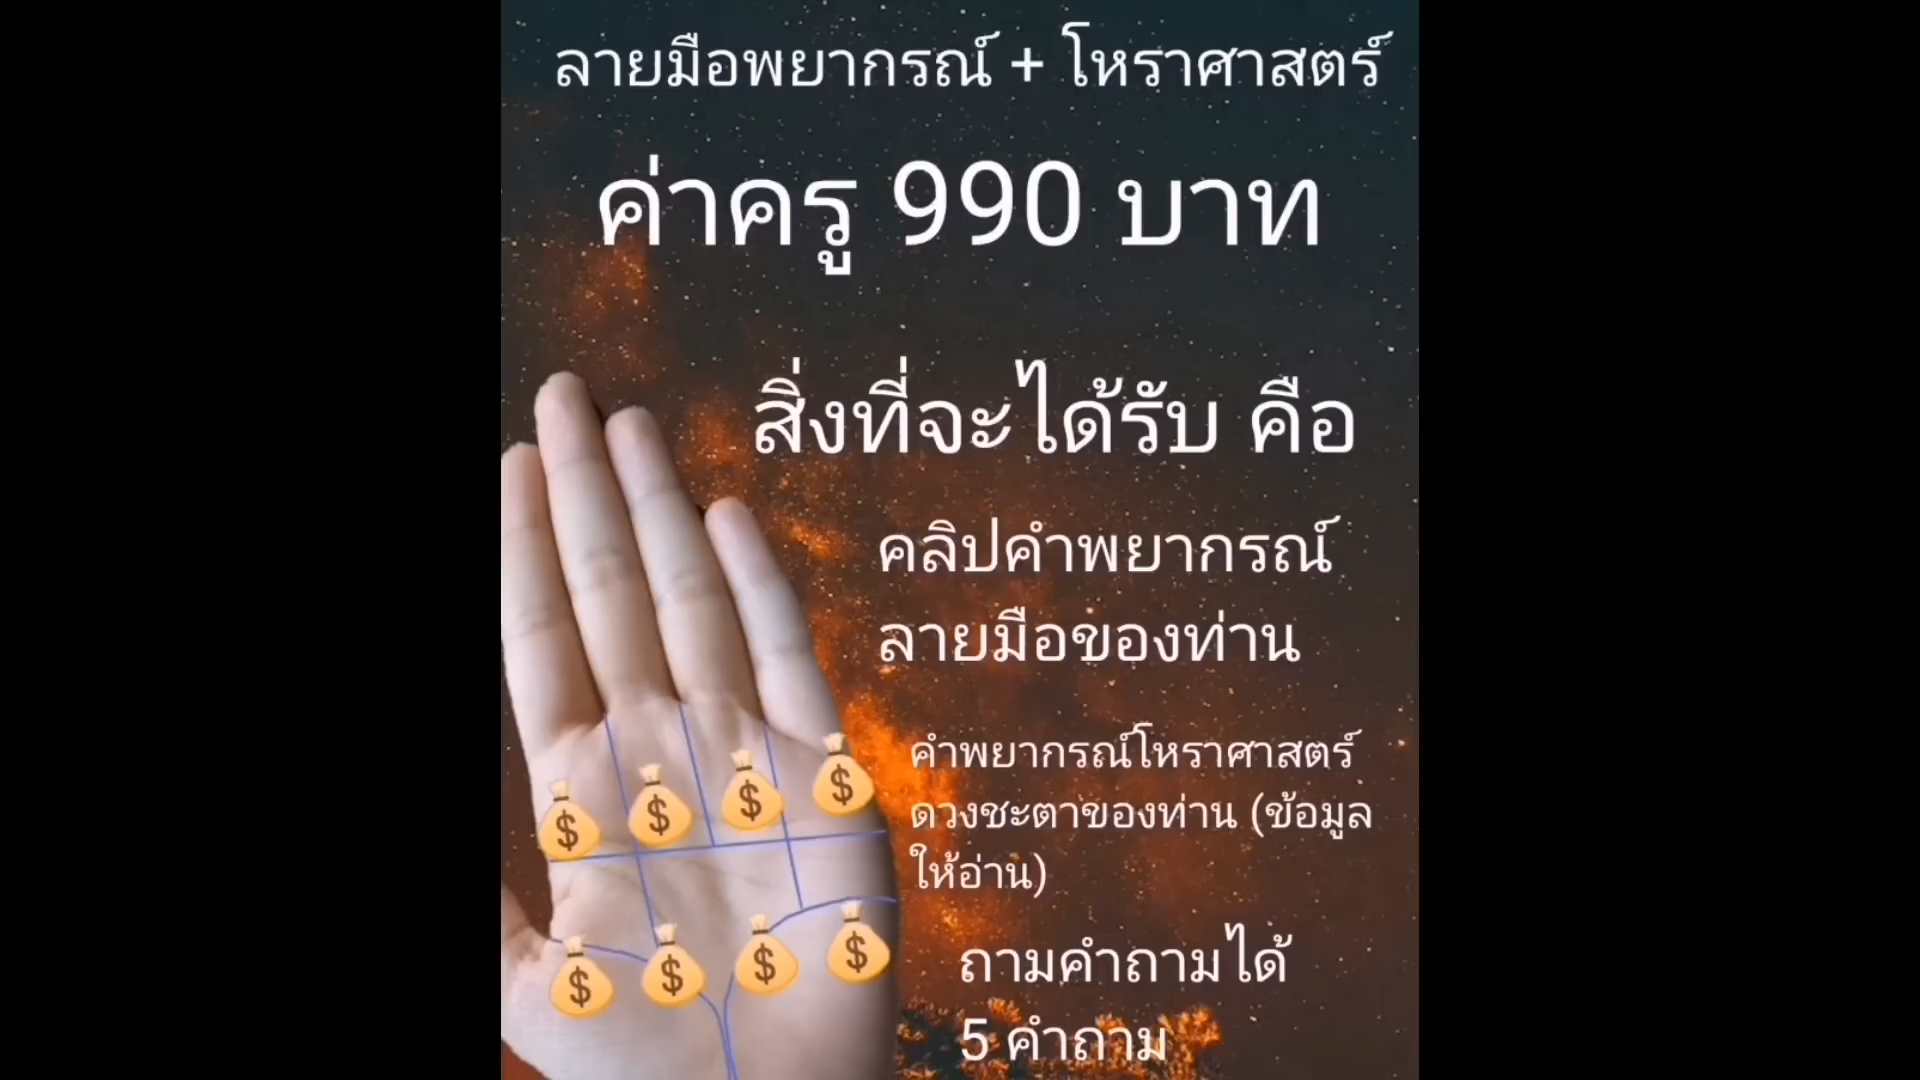 ลายมือพยากรณ์ + โหราศาสตร์
ค่าครู 990 บาท
สิ่งที่จะได้รับ คือ
คลิปคำพยากรณ์
ลายมือของท่าน
คำพยากรณ์โหราศาสตร์
ดวงชะตาของท่าน (ข้อมูล
ให้อ่าน)
ถามคำถามได้
5 คำถาม